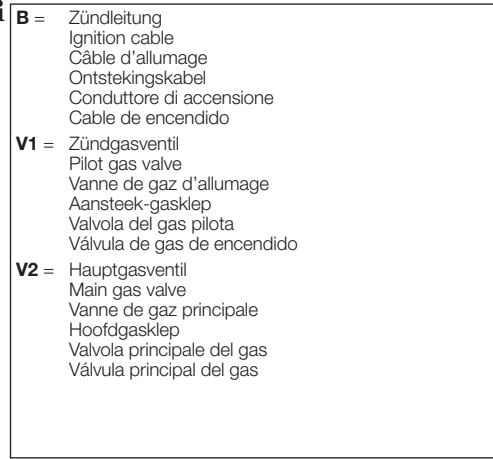 B = Zündleitung
Ignition cable
Câble d'allumage
Ontstekingskabel
Conduttore di accensione
Cable de encendido
V1 = Zündgasventil
Pilot gas valve
Vanne de gaz d'allumage
Aansteek-gasklep
Valvola del gas pilota
Válvula de gas de encendido
V2 = Hauptgasventil
Main gas valve
Vanne de gaz principale
Hoofdgasklep
Valvola principale del gas
Válvula principal del gas